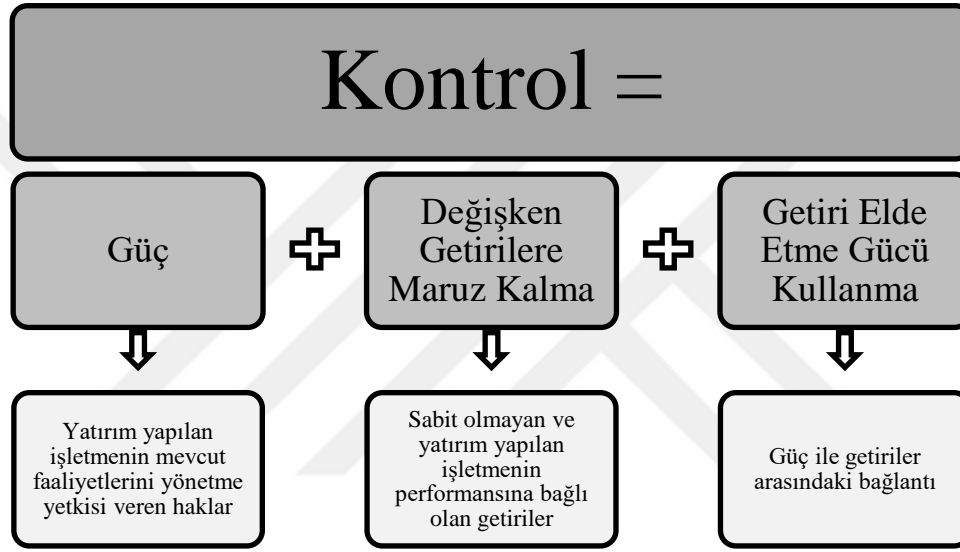 Kontrol =
Güç
Değişken
Getirilere
Maruz Kalma
Getiri Elde
Etme Gücü
Kullanma
Yatırım yapılan
işletmenin mevcut
faaliyetlerini yönetme
yetkisi veren haklar
Sabit olmayan ve
yatırım yapılan
işletmenin
performansına bağlı
olan getiriler
Güç ile getiriler
arasındaki bağlantı